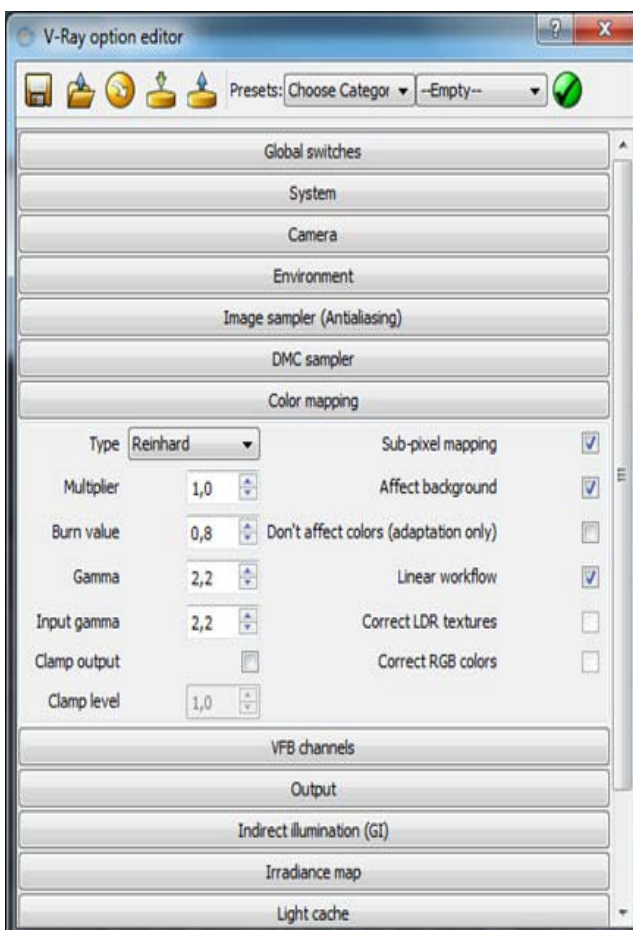 V-Ray option editor
Presets: Choose Categor --Empty--
Global switches
System
Camera
Environment
Image sampler (Antialiasing)
DMC sampler
Color mapping
Type Reinhard Sub-pixel mapping
Multiplier 1,0 Affect background
Burn value 0,8 Don't affect colors (adaptation only)
Gamma 2,2 Linear workflow
Input gamma 2,2 Correct LDR textures
Clamp output Correct RGB colors
Clamp level 1,0
VFB channels
Output
Indirect illumination (GI)
Irradiance map
Light cache